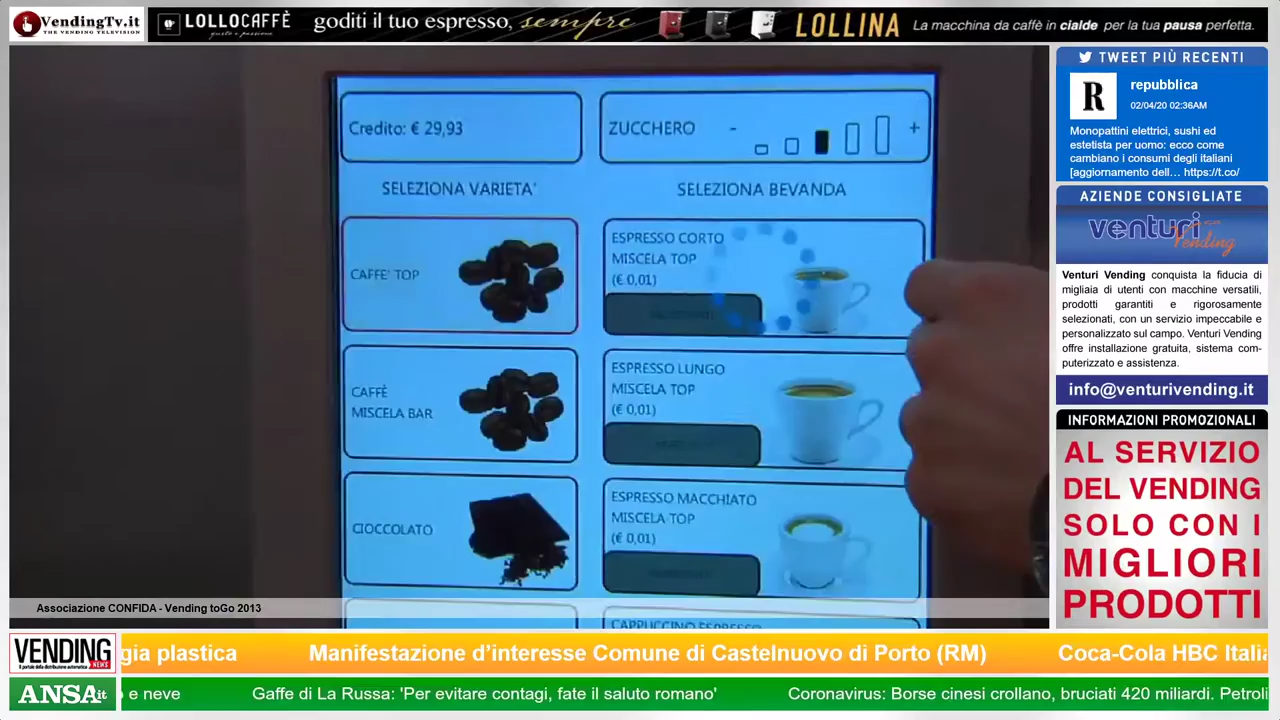 VendingTv.it
THE VENDING TELEVISION
LOLLOCAFFÈ
gusto e passione
goditi il tuo espresso, sempre
LOLLINA
La macchina da caffè in cialde per la tua pausa perfetta.
Credito: € 29,93
ZUCCHERO - +
SELEZIONA VARIETA'
SELEZIONA BEVANDA
CAFFE' TOP
ESPRESSO CORTO
MISCELA TOP
(€ 0,01)
CAFFÈ
MISCELA BAR
ESPRESSO LUNGO
MISCELA TOP
(€ 0,01)
CIOCCOLATO
ESPRESSO MACCHIATO
MISCELA TOP
(€ 0,01)
CAPPUCCINO ESPRESSO
Associazione CONFIDA - Vending toGo 2013
TWEET PIÙ RECENTI
R
repubblica
02/04/20 02:36AM
Monopattini elettrici, sushi ed
estetista per uomo: ecco come
cambiano i consumi degli italiani
[aggiornamento dell… https://t.co/
AZIENDE CONSIGLIATE
venturi
Vending
Venturi Vending conquista la fiducia di
migliaia di utenti con macchine versatili,
prodotti garantiti e rigorosamente
selezionati, con un servizio impeccabile e
personalizzato sul campo. Venturi Vending
offre installazione gratuita, sistema com-
puterizzato e assistenza.
info@venturivending.it
INFORMAZIONI PROMOZIONALI
AL SERVIZIO
DEL VENDING
SOLO CON I
MIGLIORI
PRODOTTI
VENDING
NEWS
Il portale della distribuzione automatica
gia plastica Manifestazione d'interesse Comune di Castelnuovo di Porto (RM) Coca-Cola HBC Italia
ANSA.it
o e neve Gaffe di La Russa: 'Per evitare contagi, fate il saluto romano' Coronavirus: Borse cinesi crollano, bruciati 420 miliardi. Petroli